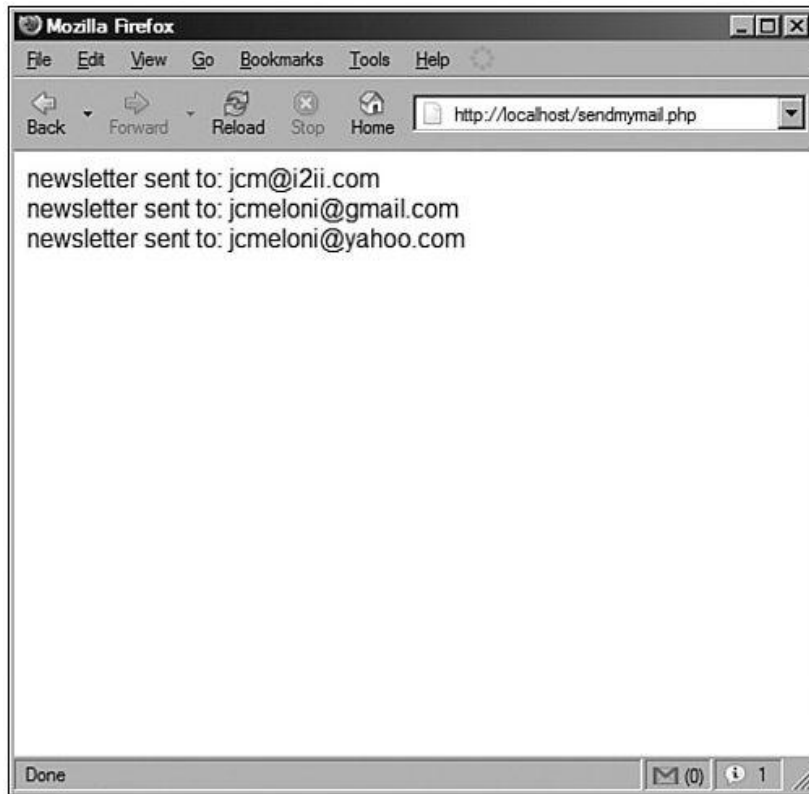 Mozilla Firefox
File Edit View Go Bookmarks Tools Help
Back Forward Reload Stop Home http://localhost/sendmymail.php
newsletter sent to: jcm@i2ii.com
newsletter sent to: jcmeloni@gmail.com
newsletter sent to: jcmeloni@yahoo.com
Done (0) 1